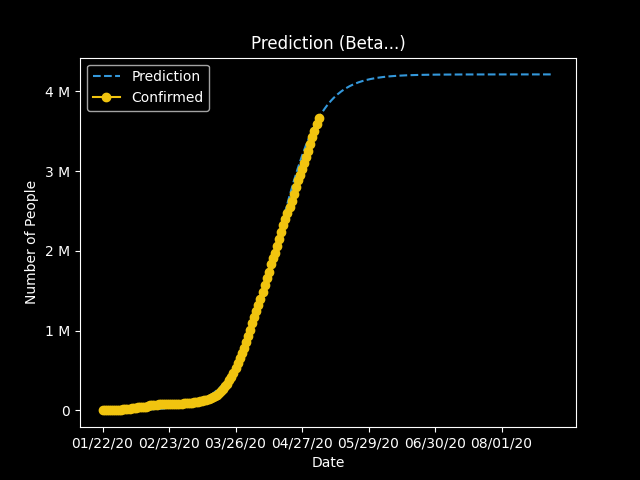 Prediction (Beta...)
Prediction
Confirmed
4 M
3 M
2 M
1 M
0
Number of People
01/22/20 02/23/20 03/26/20 04/27/20 05/29/20 06/30/20 08/01/20
Date